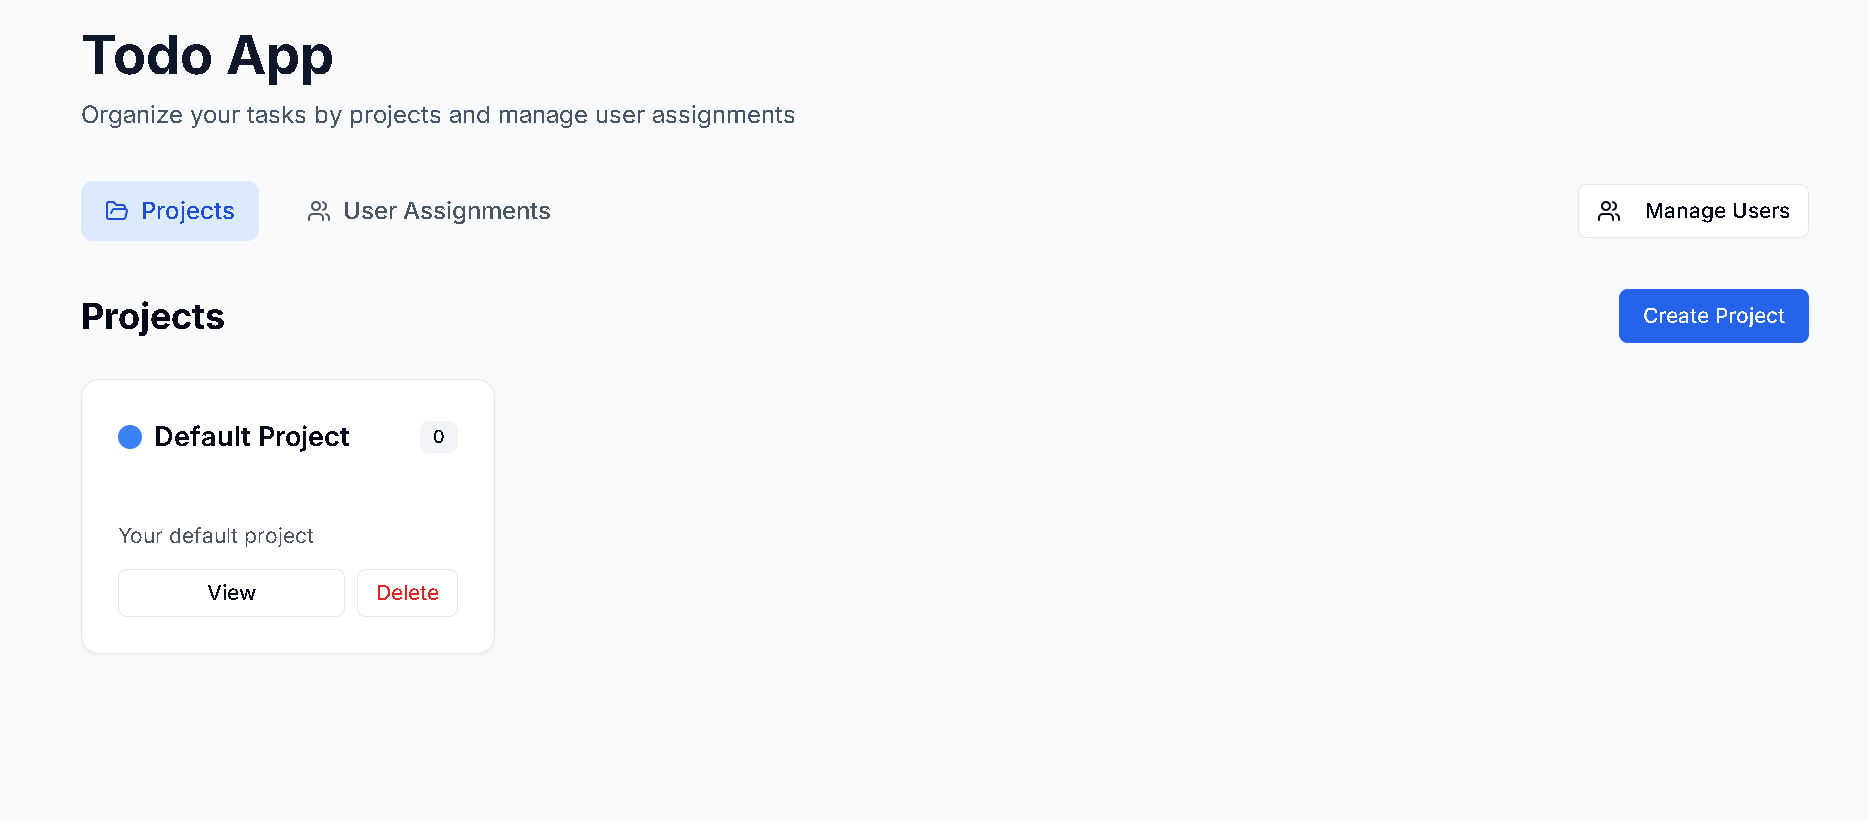 Todo App
Organize your tasks by projects and manage user assignments
Projects
User Assignments
Manage Users
Projects
Create Project
Default Project
0
Your default project
View
Delete